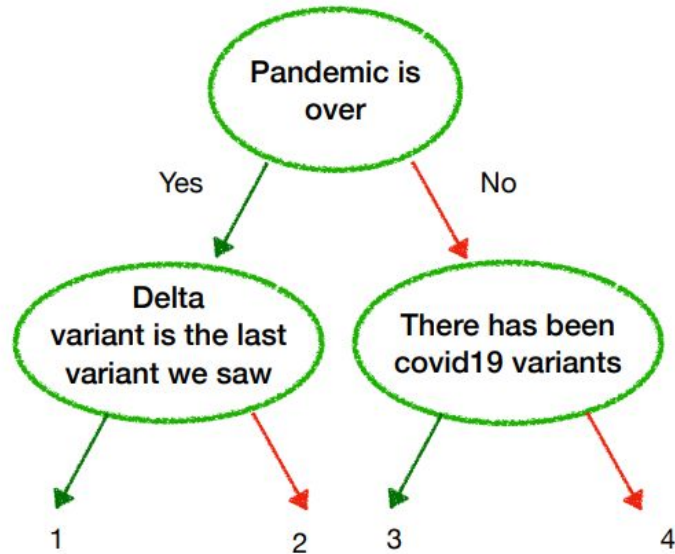 Pandemic is
over
Yes
No
Delta
variant is the last
variant we saw
There has been
covid19 variants
1
2
3
4